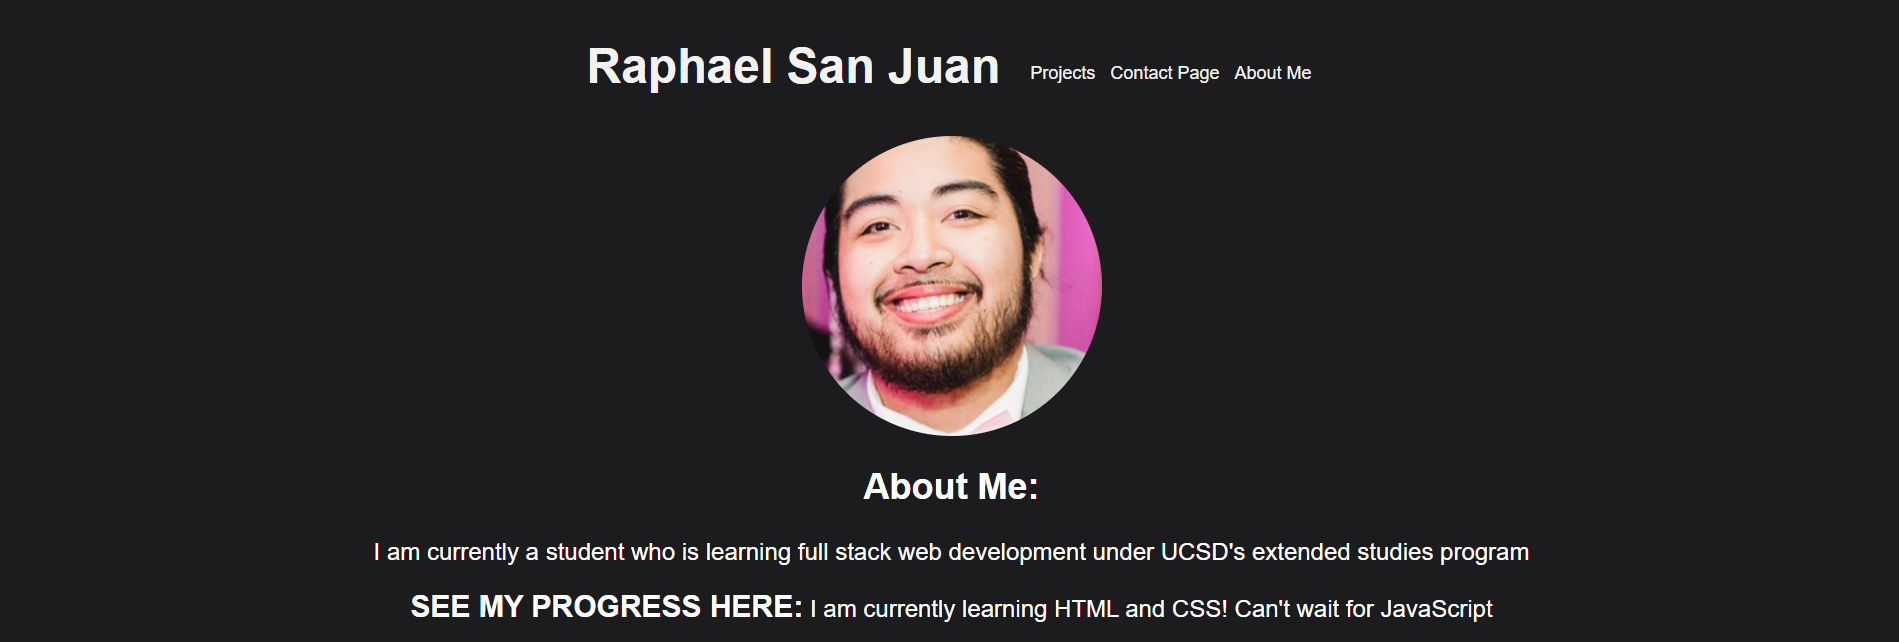 Raphael San Juan Projects Contact Page About Me
About Me:
I am currently a student who is learning full stack web development under UCSD's extended studies program
SEE MY PROGRESS HERE: I am currently learning HTML and CSS! Can't wait for JavaScript